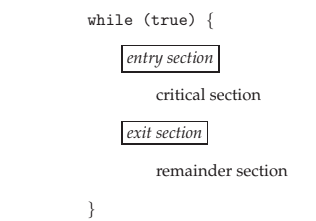 while (true) {
entry section
critical section
exit section
remainder section
}